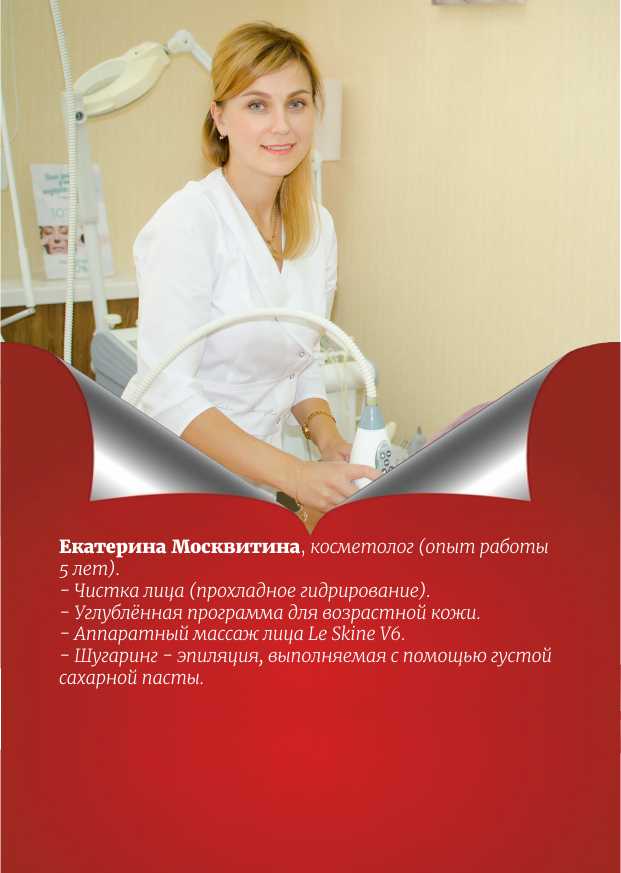 Екатерина Москвитина, косметолог (опыт работы
5 лет).
- Чистка лица (прохладное гидрирование).
- Углублённая программа для возрастной кожи.
- Аппаратный массаж лица Le Skine V6.
- Шугаринг - эпиляция, выполняемая с помощью густой
сахарной пасты.